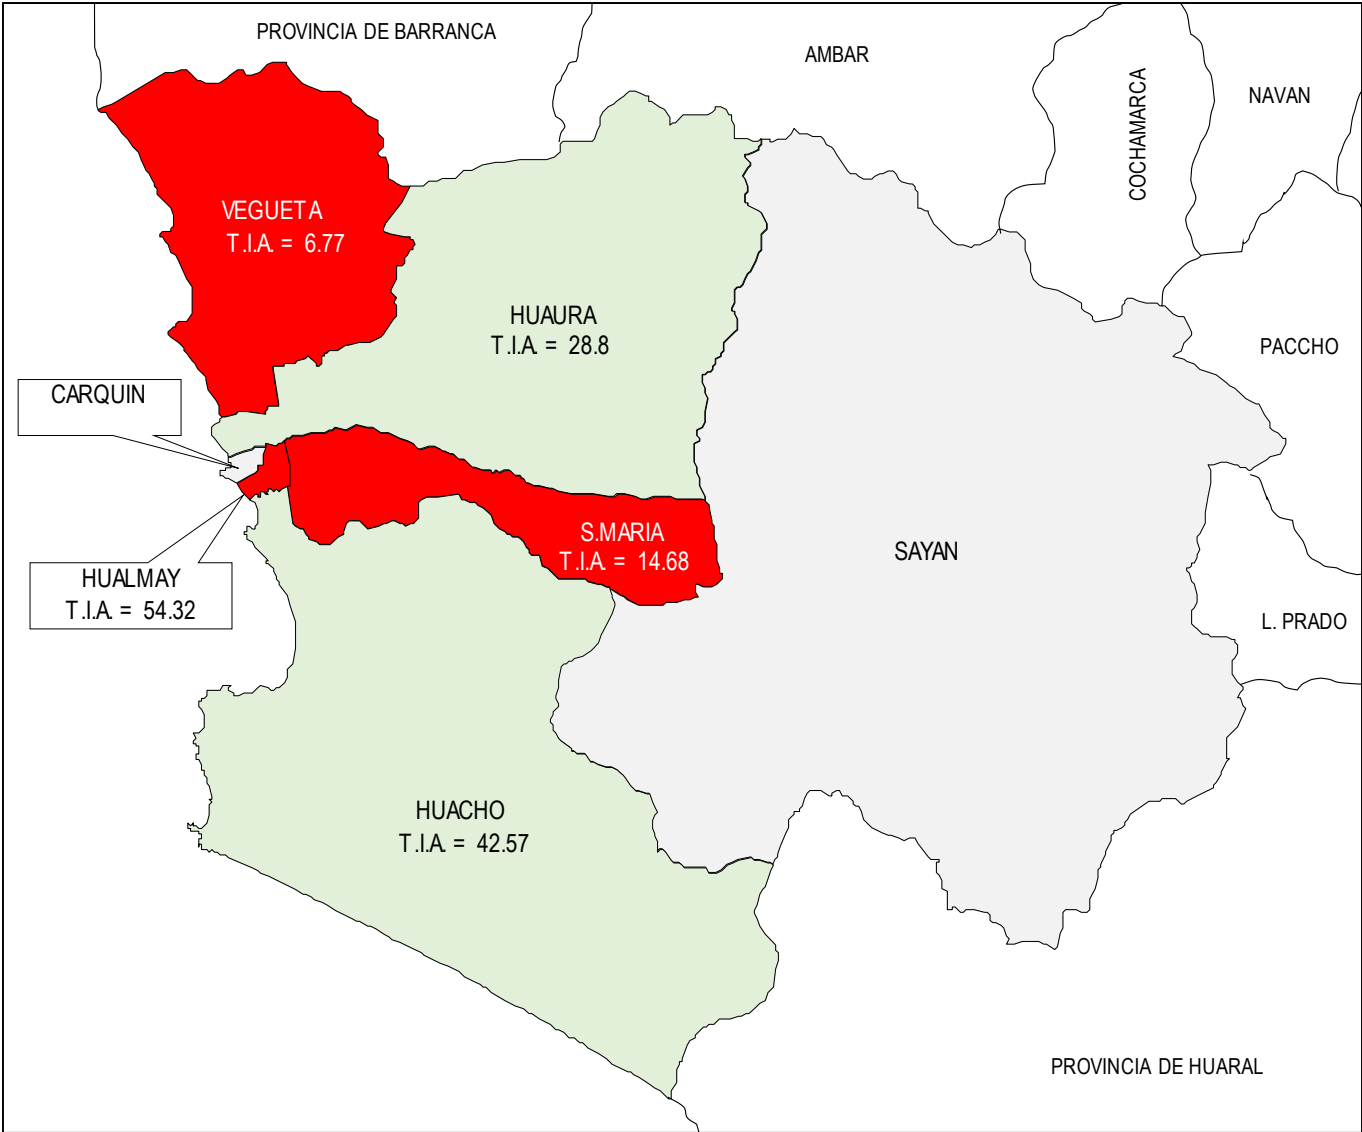 PROVINCIA DE BARRANCA
AMBAR
COCHAMARCA
NAVAN
VEGUETA
T.I.A. = 6.77
HUAURA
T.I.A. = 28.8
PACCHO
CARQUIN
S.MARIA
T.I.A. = 14.68
SAYAN
HUALMAY
T.I.A. = 54.32
L. PRADO
HUACHO
T.I.A. = 42.57
PROVINCIA DE HUARAL